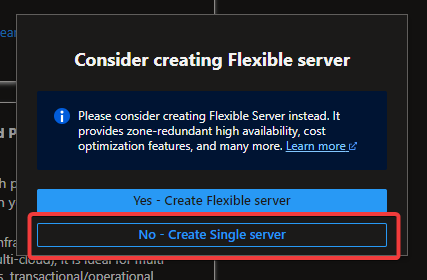 ear
Consider creating Flexible server
Please consider creating Flexible Server instead. It
provides zone-redundant high availability, cost
optimization features, and many more. Learn more
d P
h p
n y
Yes - Create Flexible server
No - Create Single server
nfra
ulti-cloud), it is ideal for multi-
s, transactional/operational